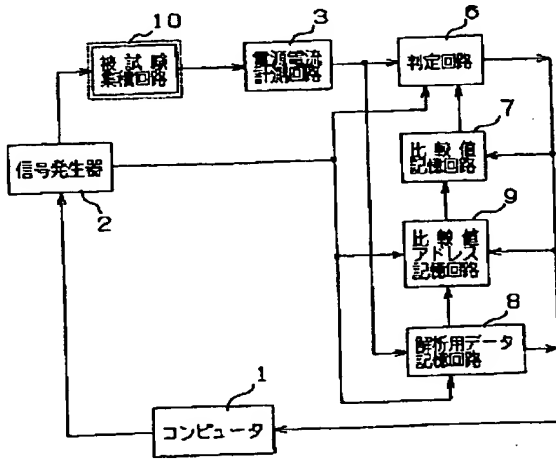 10
被試験
集積回路
3
電源電流
計測回路
6
判定回路
7
比較値
記憶回路
信号発生器
2
9
比較値
アドレス
記憶回路
8
解析用データ
記憶回路
1
コンピュータ